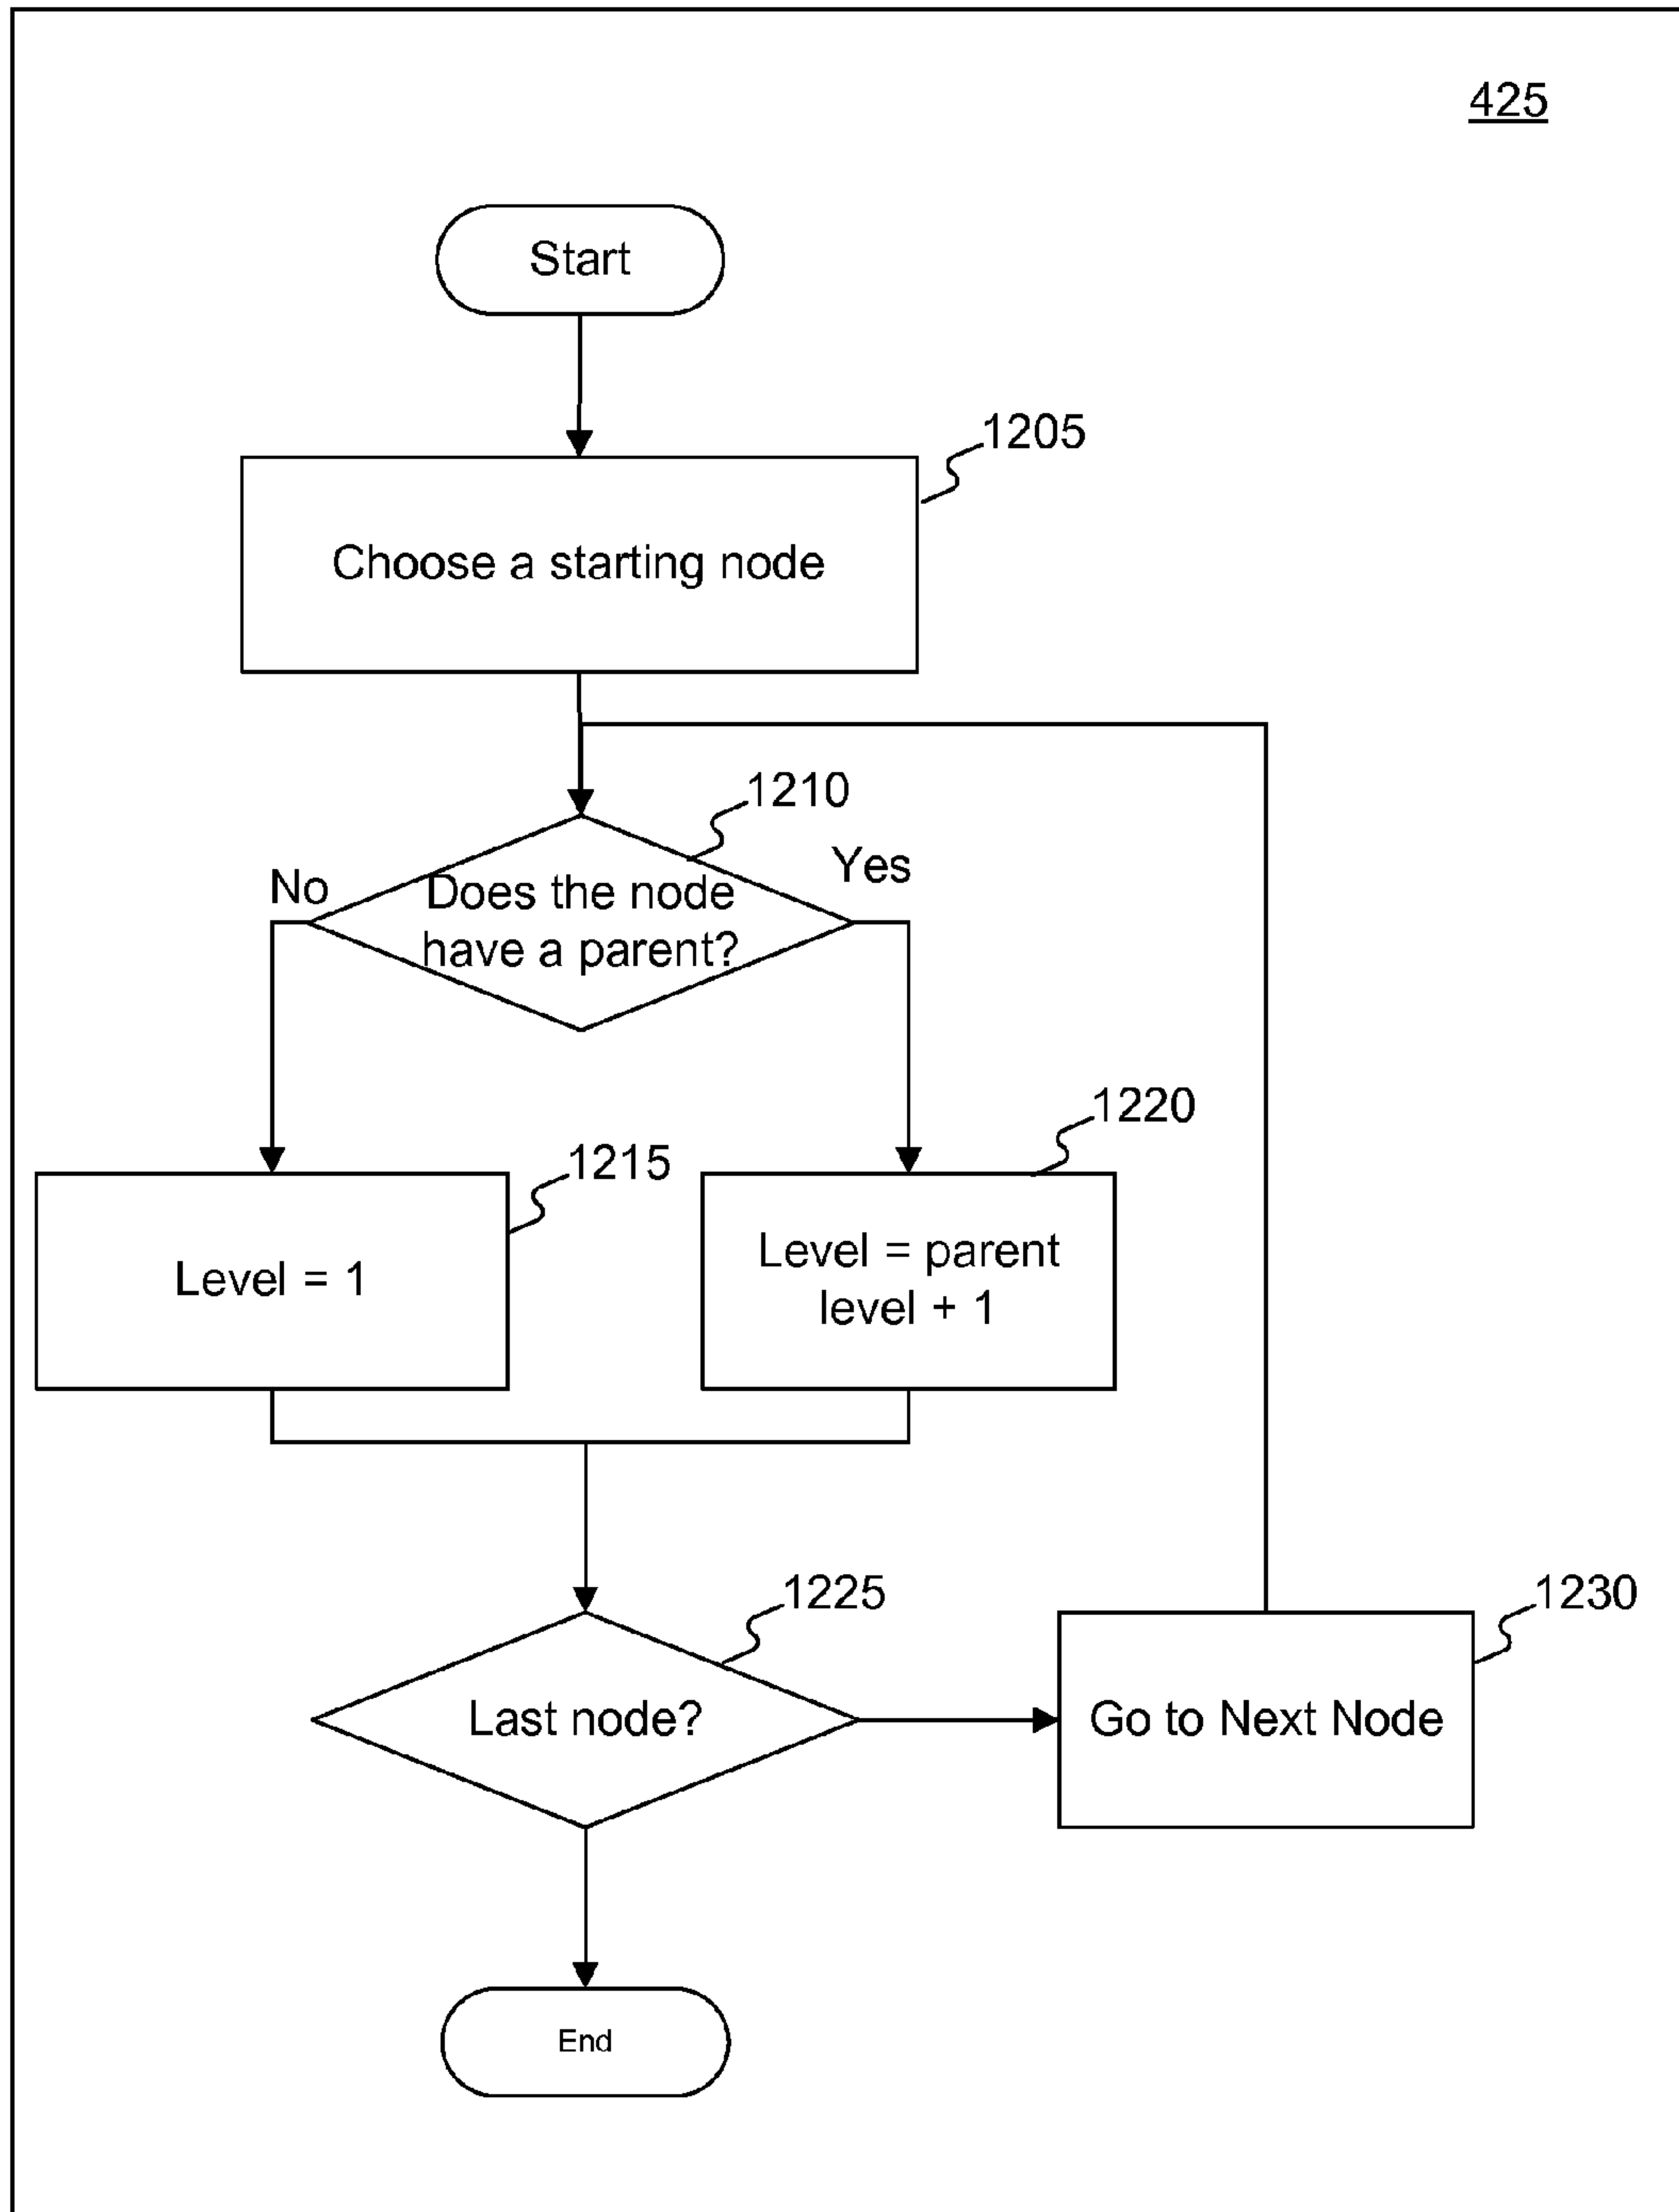 425
Start
1205
Choose a starting node
1210
No
Yes
Does the node
have a parent?
1220
1215
Level = 1
Level = parent
level + 1
1225
1230
Last node?
Go to Next Node
End